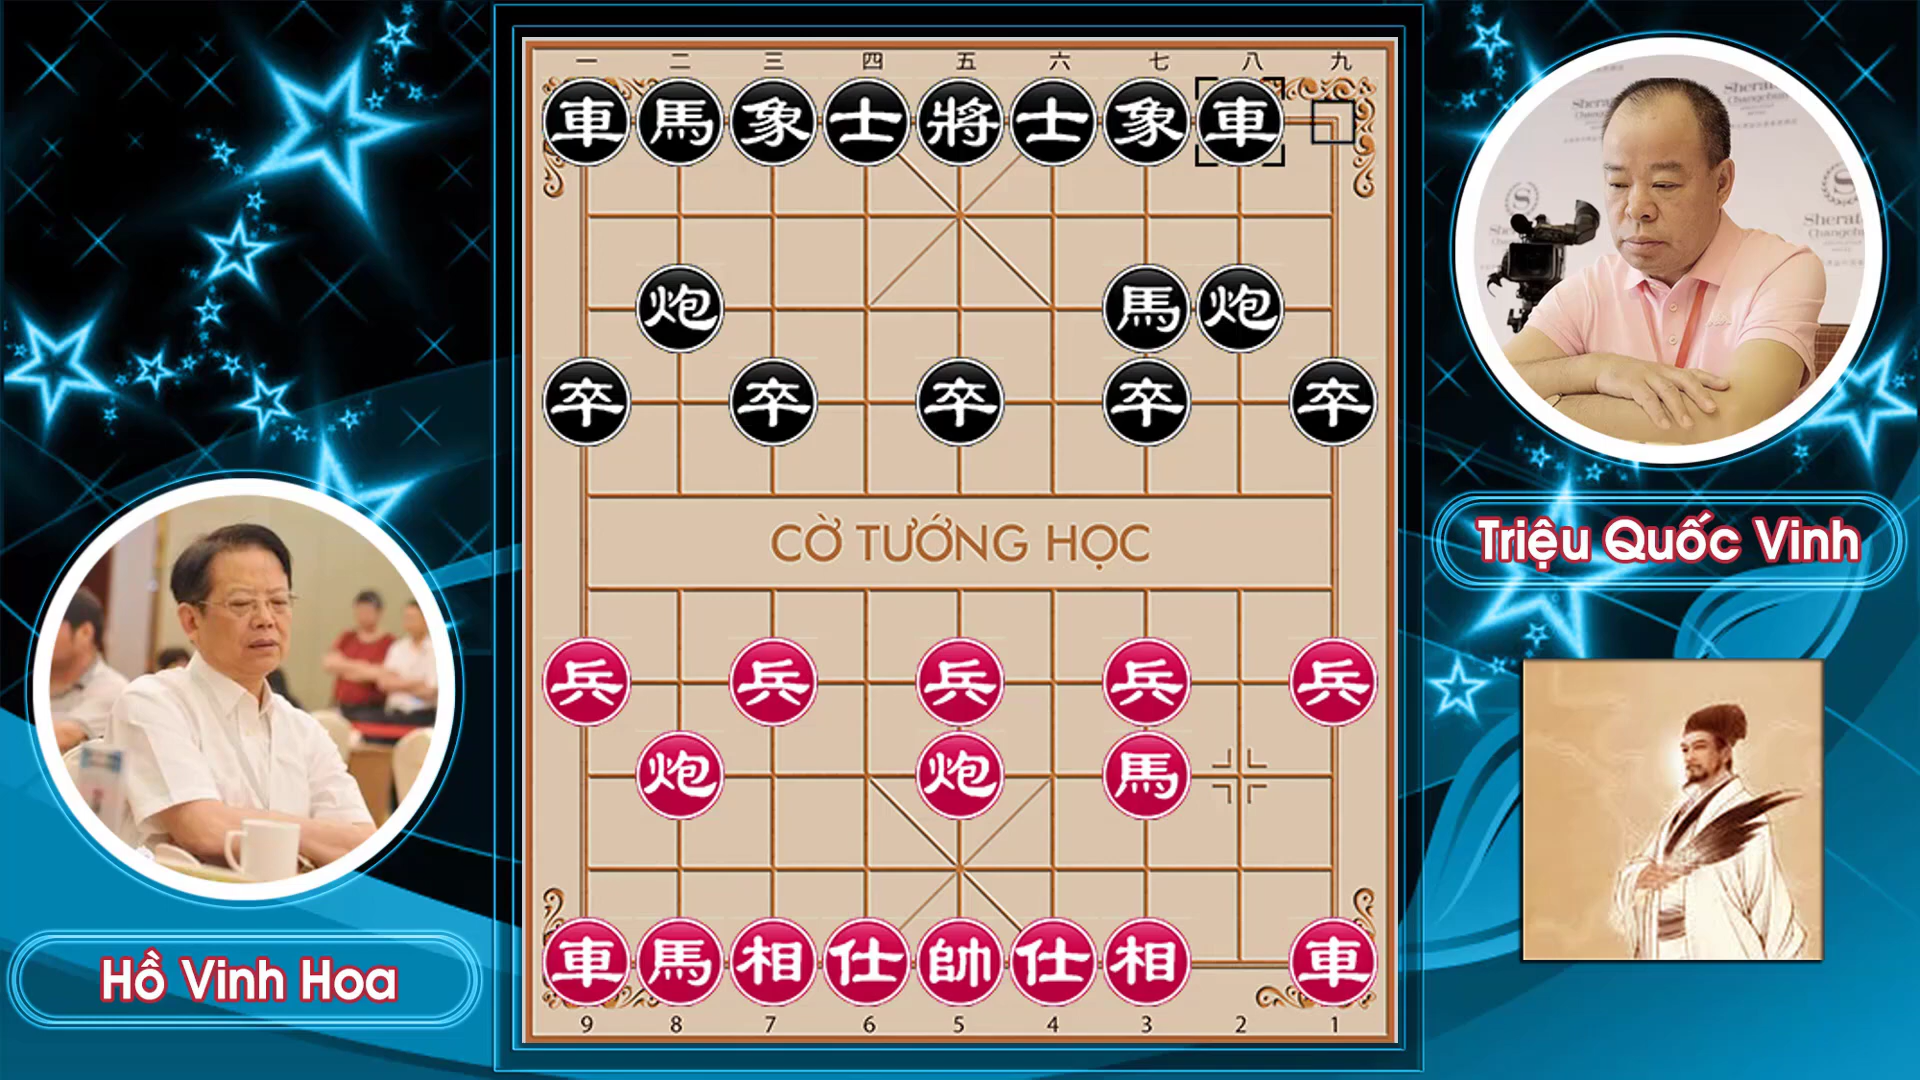 一 二 三 四 五 六 七 八 九
車 馬 象 士 將 士 象 車
炮 馬 炮
卒 卒 卒 卒 卒
CỜ TƯỚNG HỌC
兵 兵 兵 兵 兵
炮 炮 馬
車 馬 相 仕 帥 仕 相 車
9 8 7 6 5 4 3 2 1
Hồ Vinh Hoa
Triệu Quốc Vinh
Sheraton
Changchun